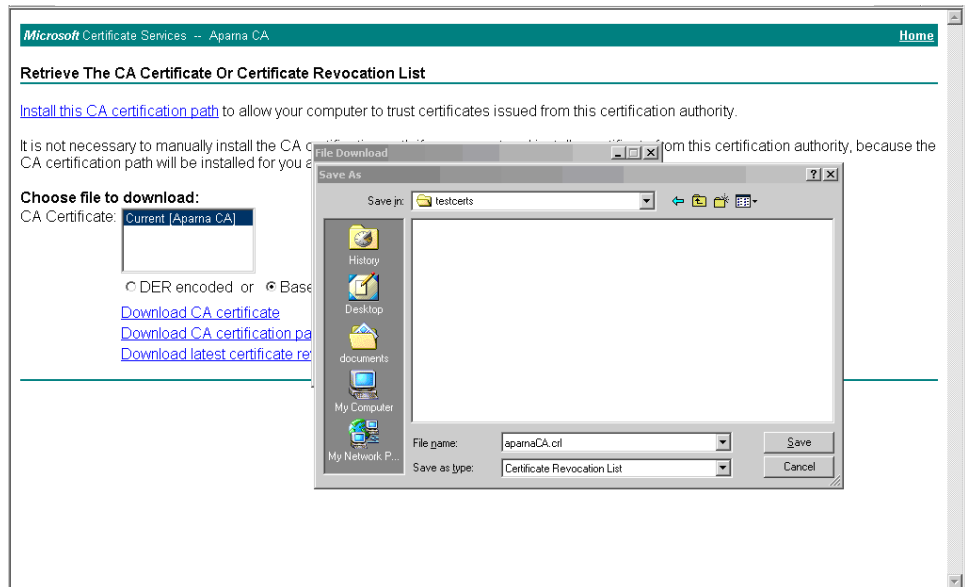 Microsoft Certificate Services -- Aparna CA Home
Retrieve The CA Certificate Or Certificate Revocation List
Install this CA certification path to allow your computer to trust certificates issued from this certification authority.
It is not necessary to manually install the CA from this certification authority, because the
CA certification path will be installed for you
Choose file to download:
CA Certificate: Current [Aparna CA]
DER encoded or Base
Download CA certificate
Download CA certification pa
Download latest certificate re
File Download
Save As
Save in: testcerts
History
Desktop
documents
My Computer
My Network P...
File name: aparnaCA.crl Save
Save as type: Certificate Revocation List Cancel